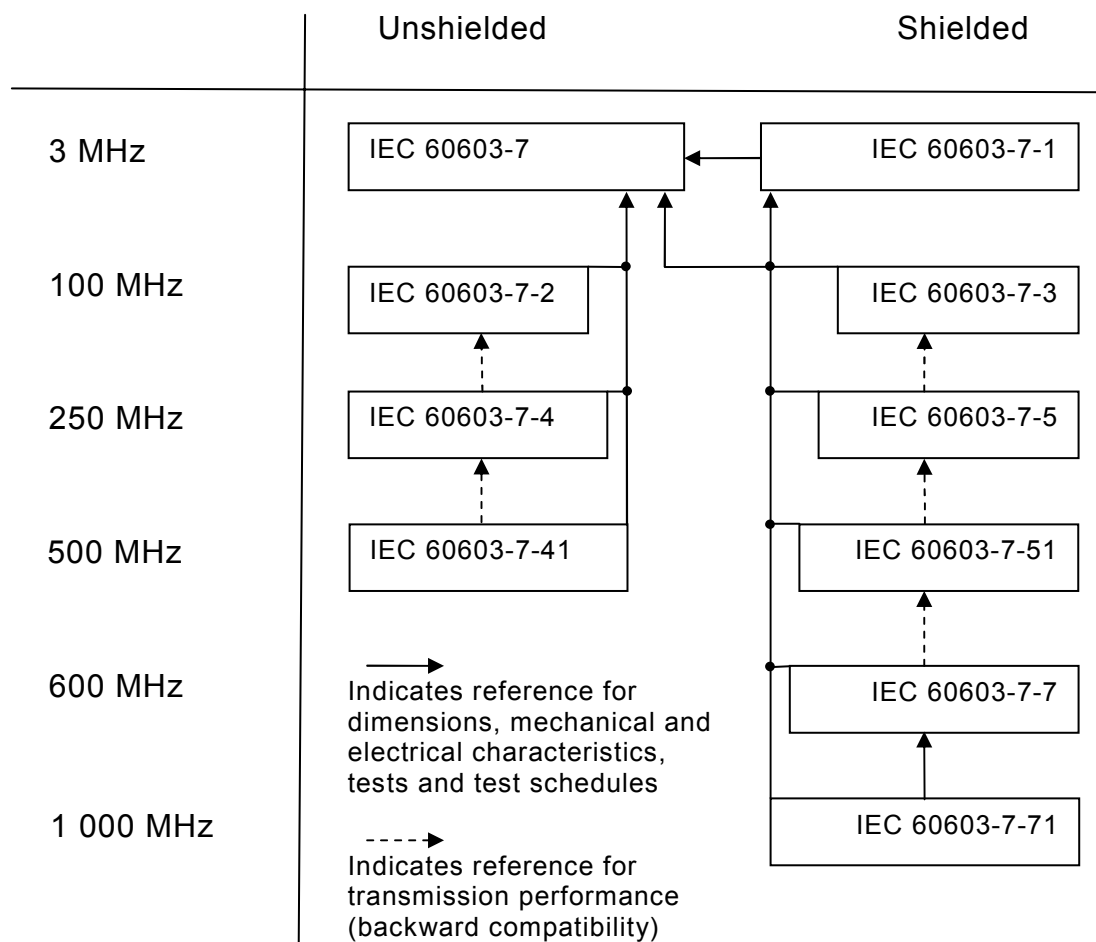 Unshielded Shielded
3 MHz IEC 60603-7 IEC 60603-7-1
100 MHz IEC 60603-7-2 IEC 60603-7-3
250 MHz IEC 60603-7-4 IEC 60603-7-5
500 MHz IEC 60603-7-41 IEC 60603-7-51
600 MHz IEC 60603-7-7
Indicates reference for
dimensions, mechanical and
electrical characteristics,
tests and test schedules
1 000 MHz IEC 60603-7-71
Indicates reference for
transmission performance
(backward compatibility)